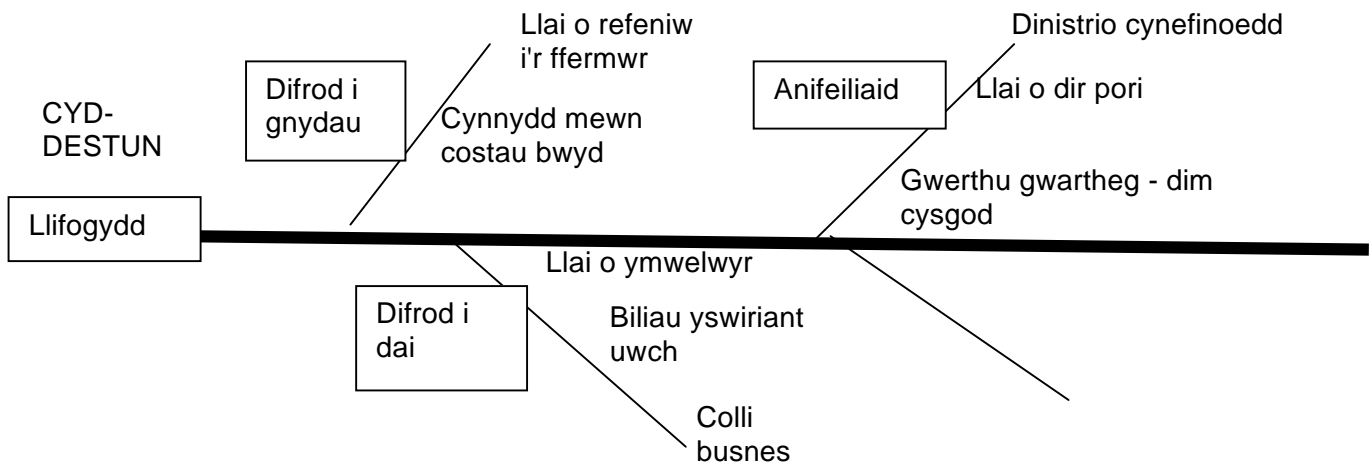 CYD-
DESTUN
Llifogydd
Difrod i
gnydau
Llai o refeniw
i'r ffermwr
Cynnydd mewn
costau bwyd
Anifeiliaid
Dinistrio cynefinoedd
Llai o dir pori
Gwerthu gwartheg - dim
cysgod
Difrod i
dai
Llai o ymwelwyr
Biliau yswiriant
uwch
Colli
busnes